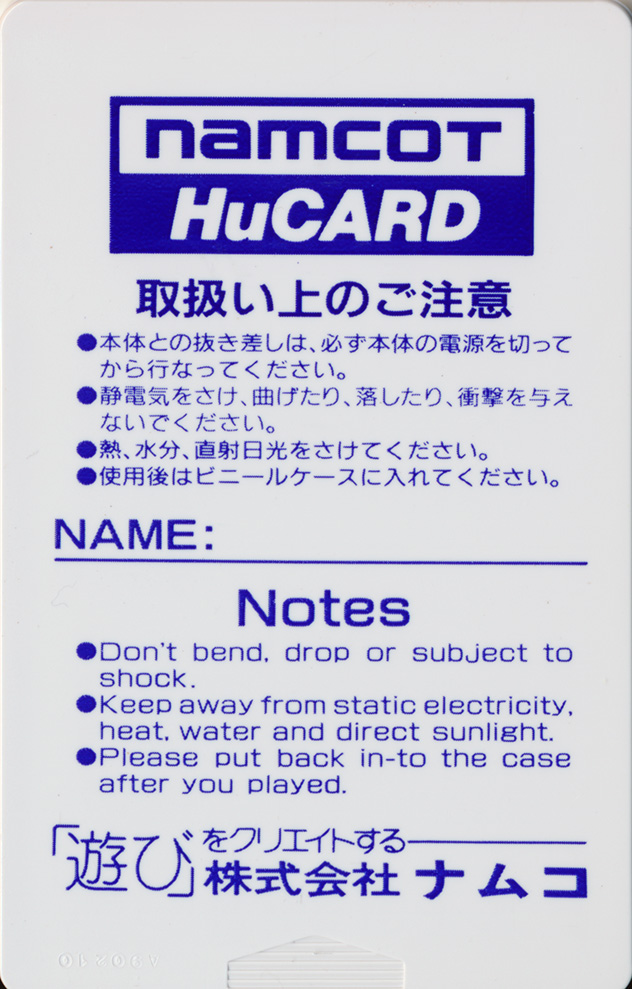 namcoT
HuCARD
取扱い上のご注意
●本体との抜き差しは、必ず本体の電源を切って
から行なってください。
●静電気をさけ、曲げたり、落したり、衝撃を与え
ないでください。
●熱、水分、直射日光をさけてください。
●使用後はビニールケースに入れてください。
NAME:
Notes
●Don't bend, drop or subject to
shock.
●Keep away from static electricity,
heat, water and direct sunlight.
●Please put back in-to the case
after you played.
「遊び」をクリエイトする
株式会社ナムコ